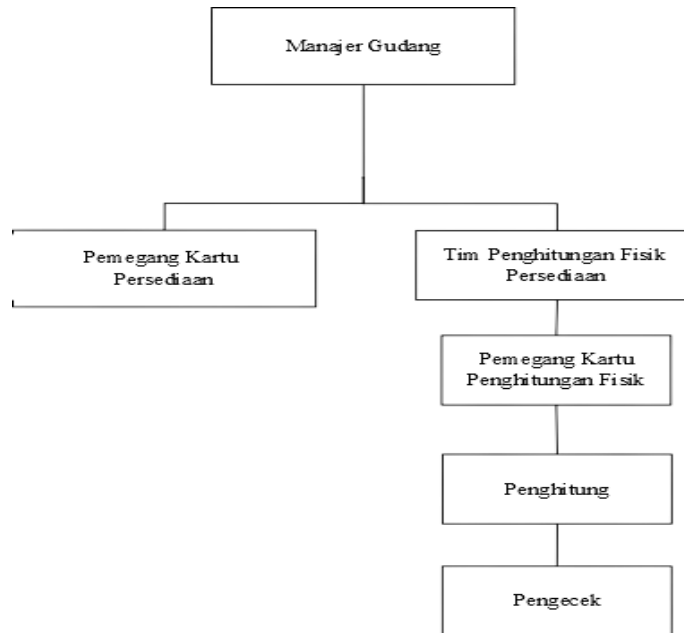 Manajer Gudang
Pemegang Kartu
Persediaan
Tim Penghitungan Fisik
Persediaan
Pemegang Kartu
Penghitungan Fisik
Penghitung
Pengecek